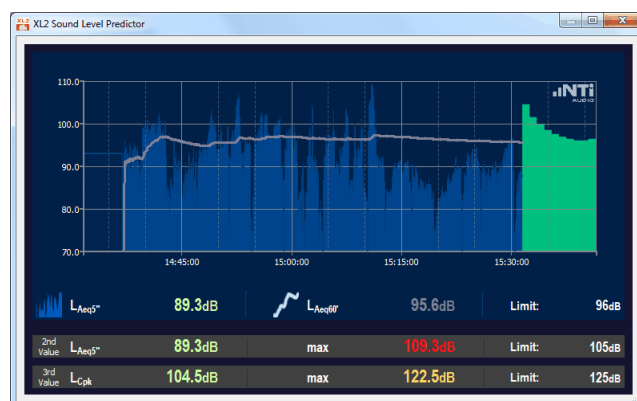 XL2 Sound Level Predictor
110.0
NTi
AUDIO
100.0
90.0
80.0
70.0
14:45:00 15:00:00 15:15:00 15:30:00
LAeq5" 89.3dB LAeq60' 95.6dB Limit: 96dB
2nd Value LAeq5" 89.3dB max 109.3dB Limit: 105dB
3rd Value LCpk 104.5dB max 122.5dB Limit: 125dB